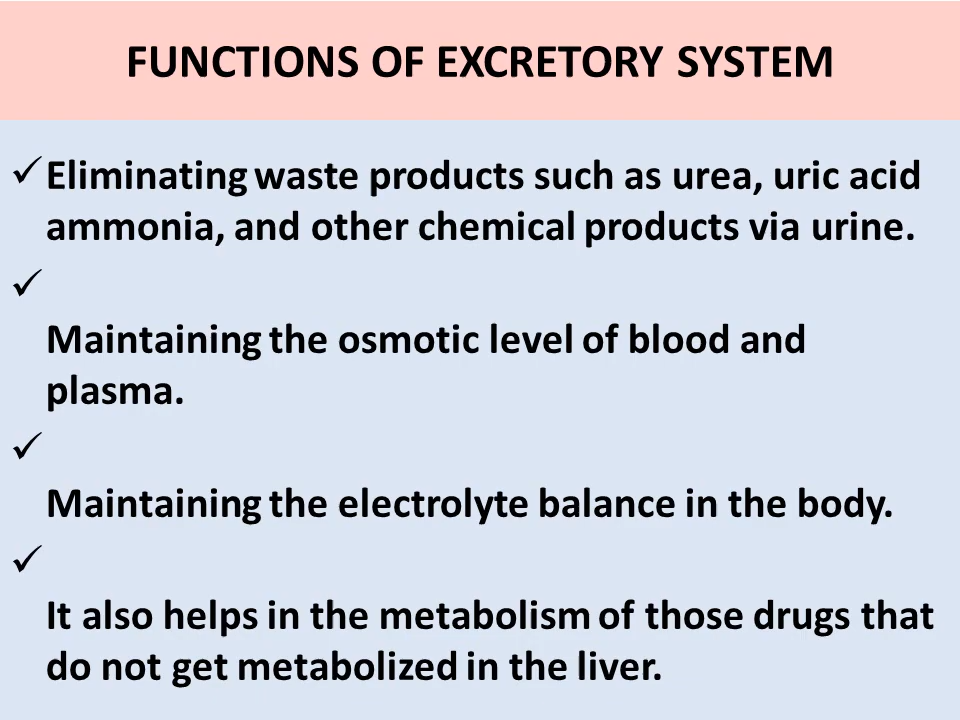 FUNCTIONS OF EXCRETORY SYSTEM
✓Eliminating waste products such as urea, uric acid
ammonia, and other chemical products via urine.
✓
Maintaining the osmotic level of blood and
plasma.
✓
Maintaining the electrolyte balance in the body.
✓
It also helps in the metabolism of those drugs that
do not get metabolized in the liver.